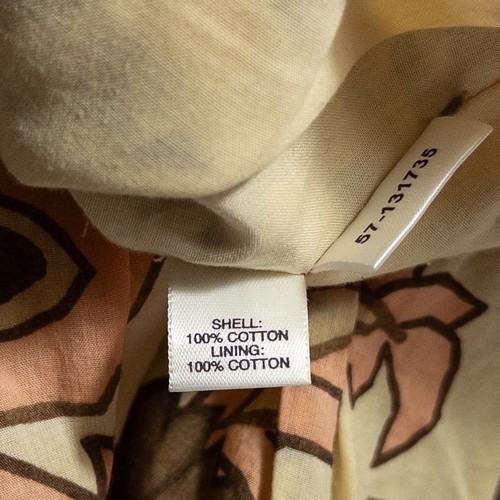 57-131735
SHELL:
100% COTTON
LINING:
100% COTTON